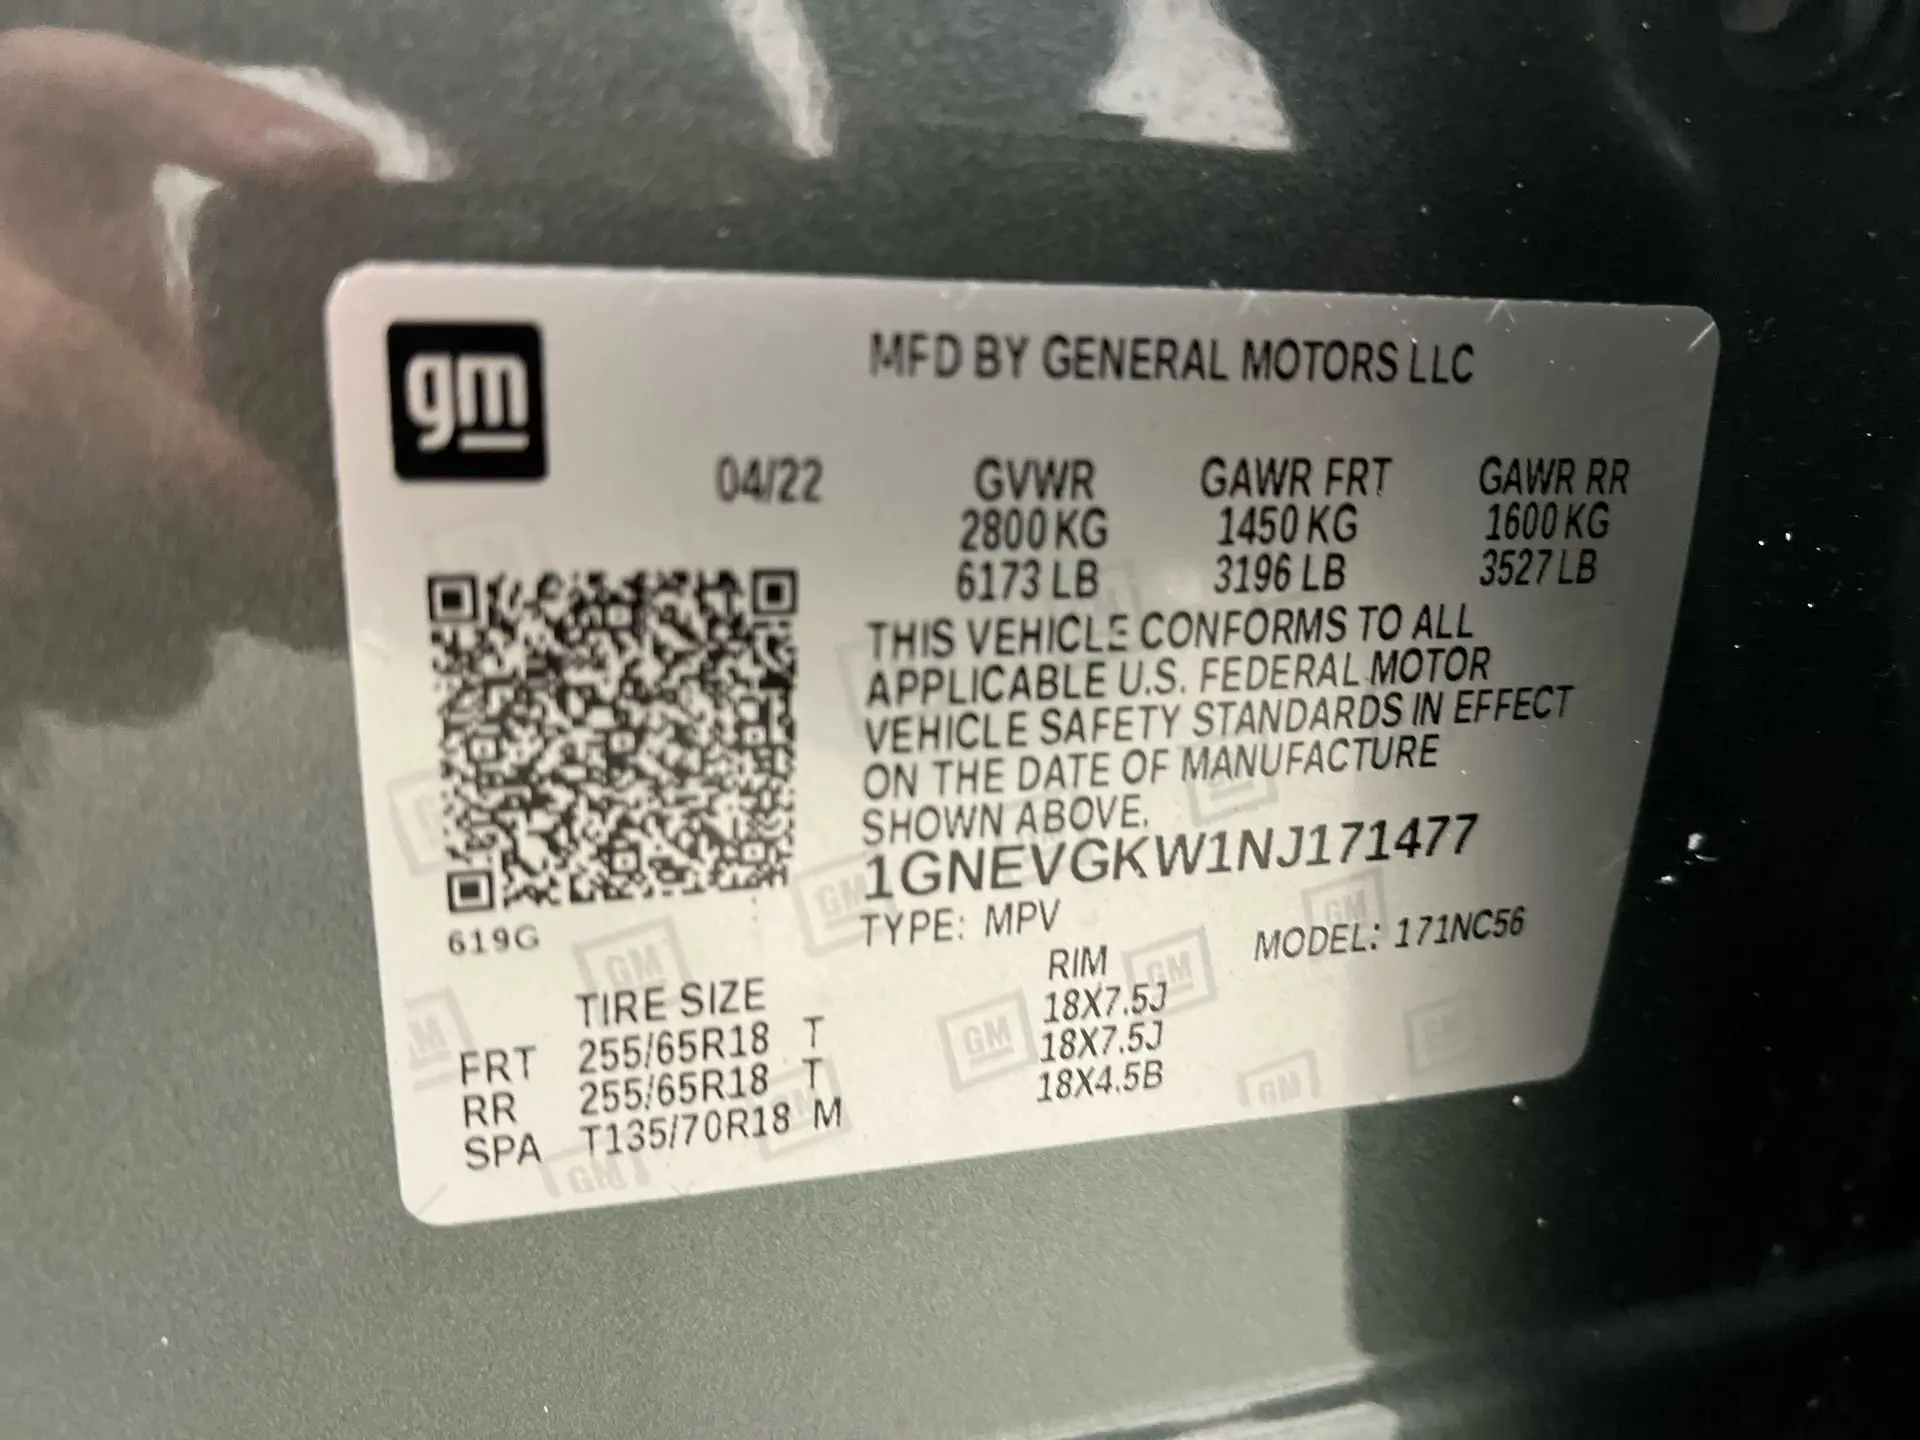 gm
MFD BY GENERAL MOTORS LLC
04/22 GVWR GAWR FRT GAWR RR
2800 KG 1450 KG 1600 KG
6173 LB 3196 LB 3527 LB
THIS VEHICLE CONFORMS TO ALL
APPLICABLE U.S. FEDERAL MOTOR
VEHICLE SAFETY STANDARDS IN EFFECT
ON THE DATE OF MANUFACTURE
SHOWN ABOVE.
1GNEVGKW1NJ171477
619G
TYPE: MPV MODEL: 171NC56
TIRE SIZE RIM
FRT 255/65R18 T 18X7.5J
RR 255/65R18 T 18X7.5J
SPA T135/70R18 M 18X4.5B